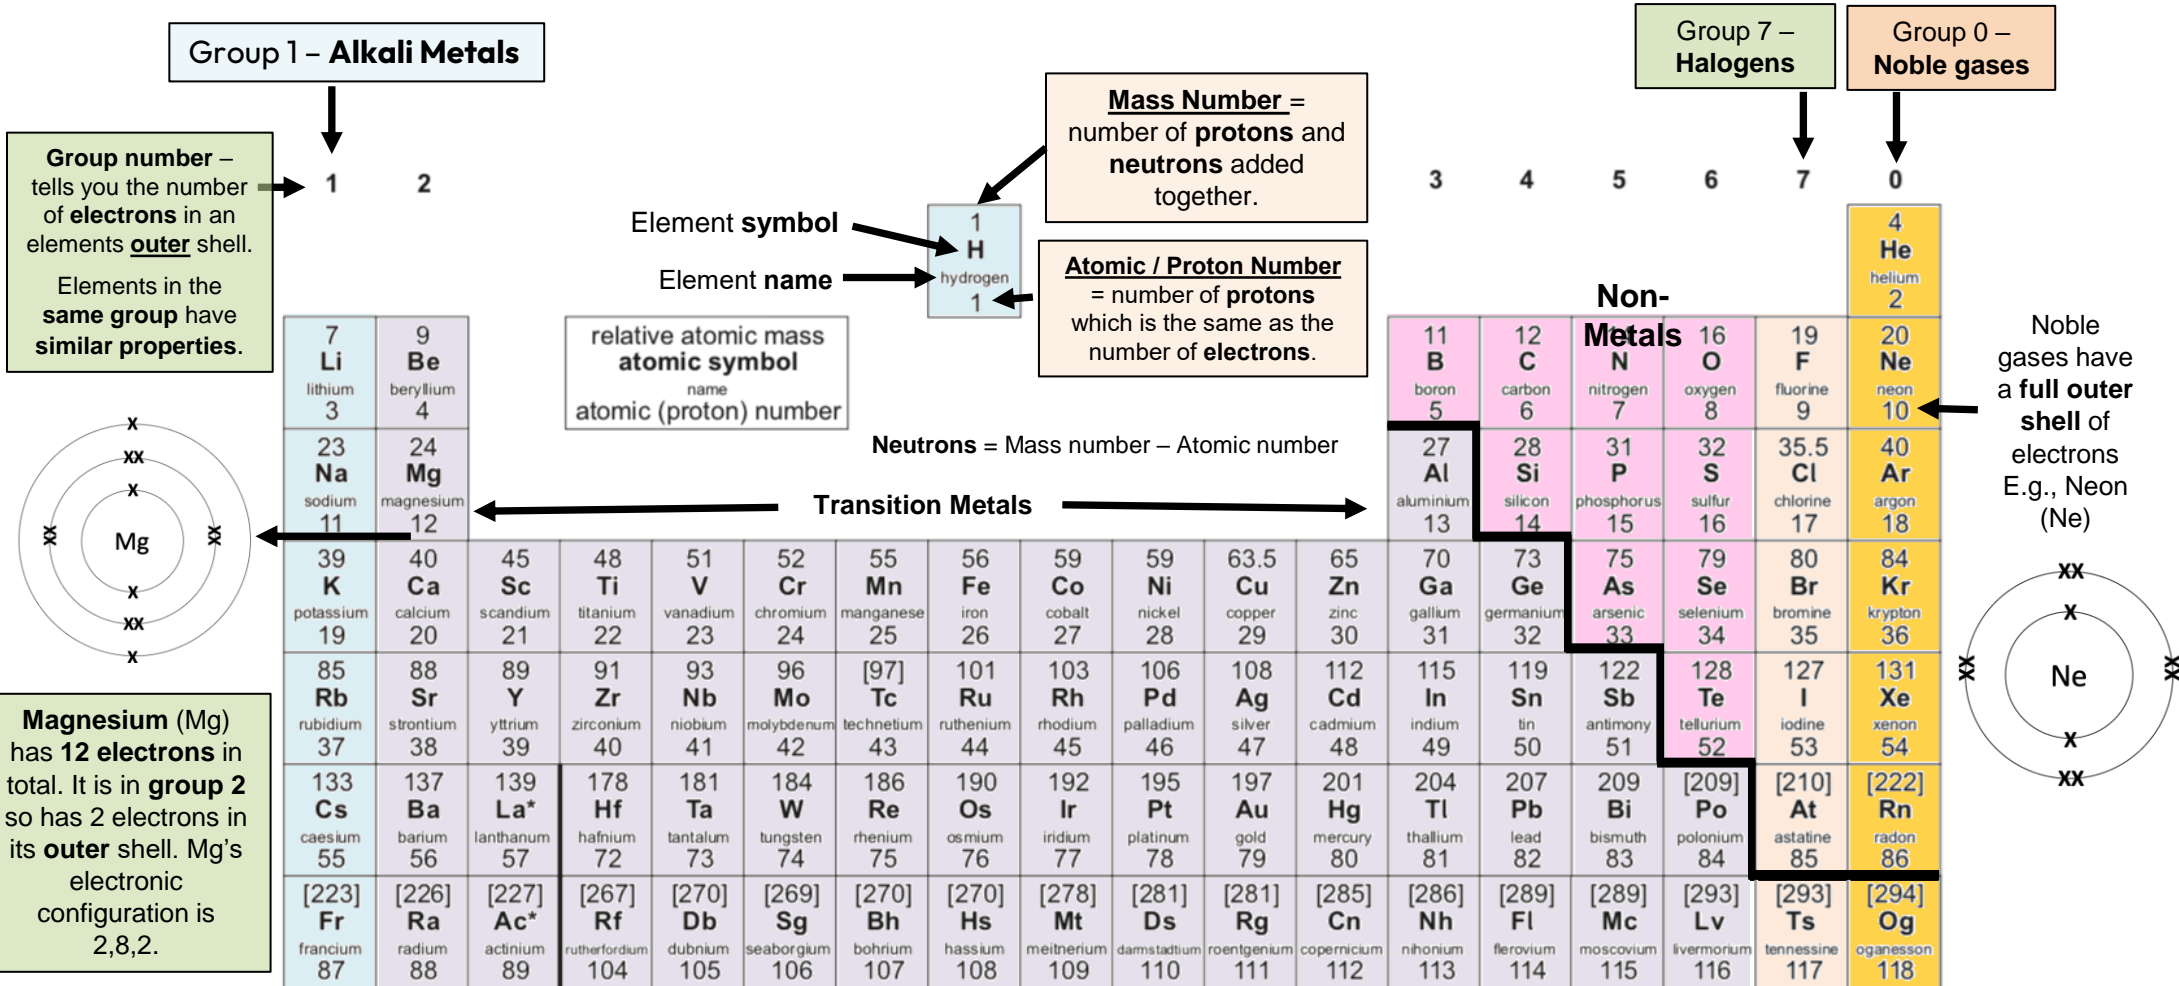 Group 1 – Alkali Metals
Group 7 –
Halogens
Group 0 –
Noble gases
Group number –
tells you the number
of electrons in an
elements outer shell.
Elements in the
same group have
similar properties.
Mass Number =
number of protons and
neutrons added
together.
Element symbol
Element name
Atomic / Proton Number
= number of protons
which is the same as the
number of electrons.
1 2 3 4 5 6 7 0
1 4
H He
hydrogen helium
1 2
relative atomic mass
atomic symbol
name
atomic (proton) number
Neutrons = Mass number – Atomic number
Transition Metals
Non-
Metals
7 9 11 12 16 19 20
Li Be B C N O F Ne
lithium beryllium boron carbon nitrogen oxygen fluorine neon
3 4 5 6 7 8 9 10
23 24 27 28 31 32 35.5 40
Na Mg Al Si P S Cl Ar
sodium magnesium aluminium silicon phosphorus sulfur chlorine argon
11 12 13 14 15 16 17 18
39 40 45 48 51 52 55 56 59 59 63.5 65 70 73 75 79 80 84
K Ca Sc Ti V Cr Mn Fe Co Ni Cu Zn Ga Ge As Se Br Kr
potassium calcium scandium titanium vanadium chromium manganese iron cobalt nickel copper zinc gallium germanium arsenic selenium bromine krypton
19 20 21 22 23 24 25 26 27 28 29 30 31 32 33 34 35 36
85 88 89 91 93 96 [97] 101 103 106 108 112 115 119 122 128 127 131
Rb Sr Y Zr Nb Mo Tc Ru Rh Pd Ag Cd In Sn Sb Te I Xe
rubidium strontium yttrium zirconium niobium molybdenum technetium ruthenium rhodium palladium silver cadmium indium tin antimony tellurium iodine xenon
37 38 39 40 41 42 43 44 45 46 47 48 49 50 51 52 53 54
133 137 139 178 181 184 186 190 192 195 197 201 204 207 209 [209] [210] [222]
Cs Ba La* Hf Ta W Re Os Ir Pt Au Hg Tl Pb Bi Po At Rn
caesium barium lanthanum hafnium tantalum tungsten rhenium osmium iridium platinum gold mercury thallium lead bismuth polonium astatine radon
55 56 57 72 73 74 75 76 77 78 79 80 81 82 83 84 85 86
[223] [226] [227] [267] [270] [269] [270] [270] [278] [281] [281] [285] [286] [289] [289] [293] [293] [294]
Fr Ra Ac* Rf Db Sg Bh Hs Mt Ds Rg Cn Nh Fl Mc Lv Ts Og
francium radium actinium rutherfordium dubnium seaborgium bohrium hassium meitnerium darmstadtium roentgenium copernicium nihonium flerovium moscovium livermorium tennessine oganesson
87 88 89 104 105 106 107 108 109 110 111 112 113 114 115 116 117 118
x
xx
x
xx Mg xx
x
xx
x
Magnesium (Mg)
has 12 electrons in
total. It is in group 2
so has 2 electrons in
its outer shell. Mg's
electronic
configuration is
2,8,2.
Noble
gases have
a full outer
shell of
electrons
E.g., Neon
(Ne)
xx
x
xx Ne xx
x
xx